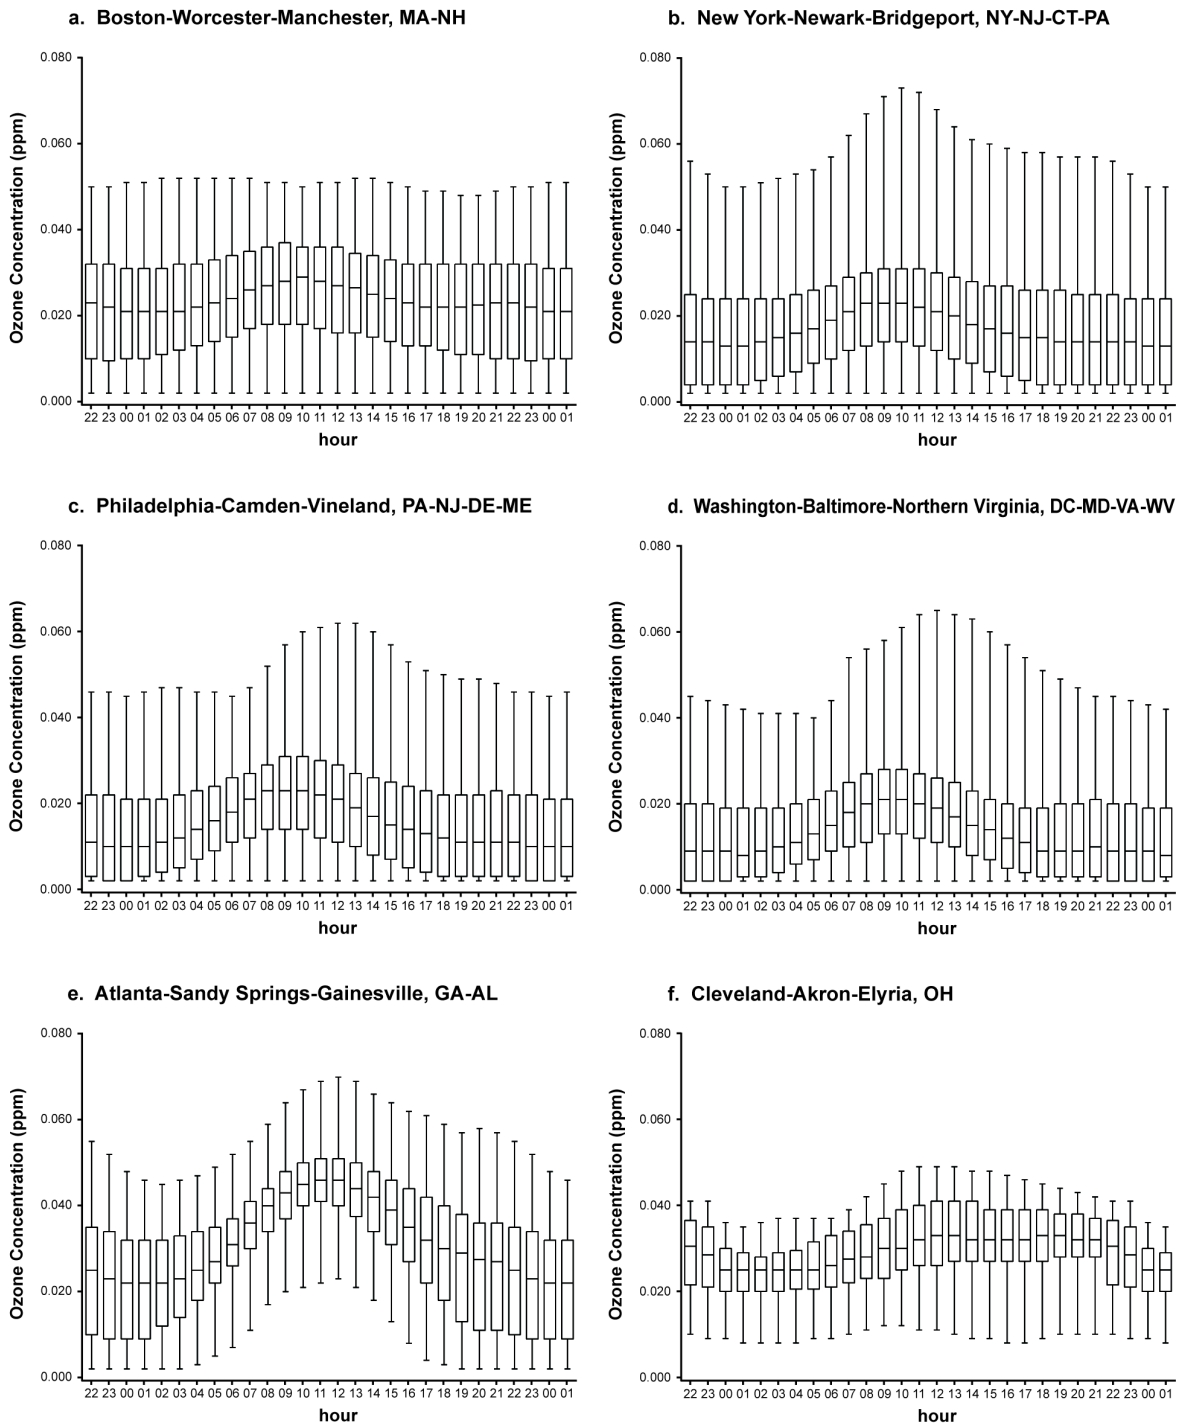 a. Boston-Worcester-Manchester, MA-NH
Ozone Concentration (ppm)
0.080
0.060
0.040
0.020
0.000
22 23 00 01 02 03 04 05 06 07 08 09 10 11 12 13 14 15 16 17 18 19 20 21 22 23 00 01
hour
b. New York-Newark-Bridgeport, NY-NJ-CT-PA
Ozone Concentration (ppm)
0.080
0.060
0.040
0.020
0.000
22 23 00 01 02 03 04 05 06 07 08 09 10 11 12 13 14 15 16 17 18 19 20 21 22 23 00 01
hour
c. Philadelphia-Camden-Vineland, PA-NJ-DE-ME
Ozone Concentration (ppm)
0.080
0.060
0.040
0.020
0.000
22 23 00 01 02 03 04 05 06 07 08 09 10 11 12 13 14 15 16 17 18 19 20 21 22 23 00 01
hour
d. Washington-Baltimore-Northern Virginia, DC-MD-VA-WV
Ozone Concentration (ppm)
0.080
0.060
0.040
0.020
0.000
22 23 00 01 02 03 04 05 06 07 08 09 10 11 12 13 14 15 16 17 18 19 20 21 22 23 00 01
hour
e. Atlanta-Sandy Springs-Gainesville, GA-AL
Ozone Concentration (ppm)
0.080
0.060
0.040
0.020
0.000
22 23 00 01 02 03 04 05 06 07 08 09 10 11 12 13 14 15 16 17 18 19 20 21 22 23 00 01
hour
f. Cleveland-Akron-Elyria, OH
Ozone Concentration (ppm)
0.080
0.060
0.040
0.020
0.000
22 23 00 01 02 03 04 05 06 07 08 09 10 11 12 13 14 15 16 17 18 19 20 21 22 23 00 01
hour